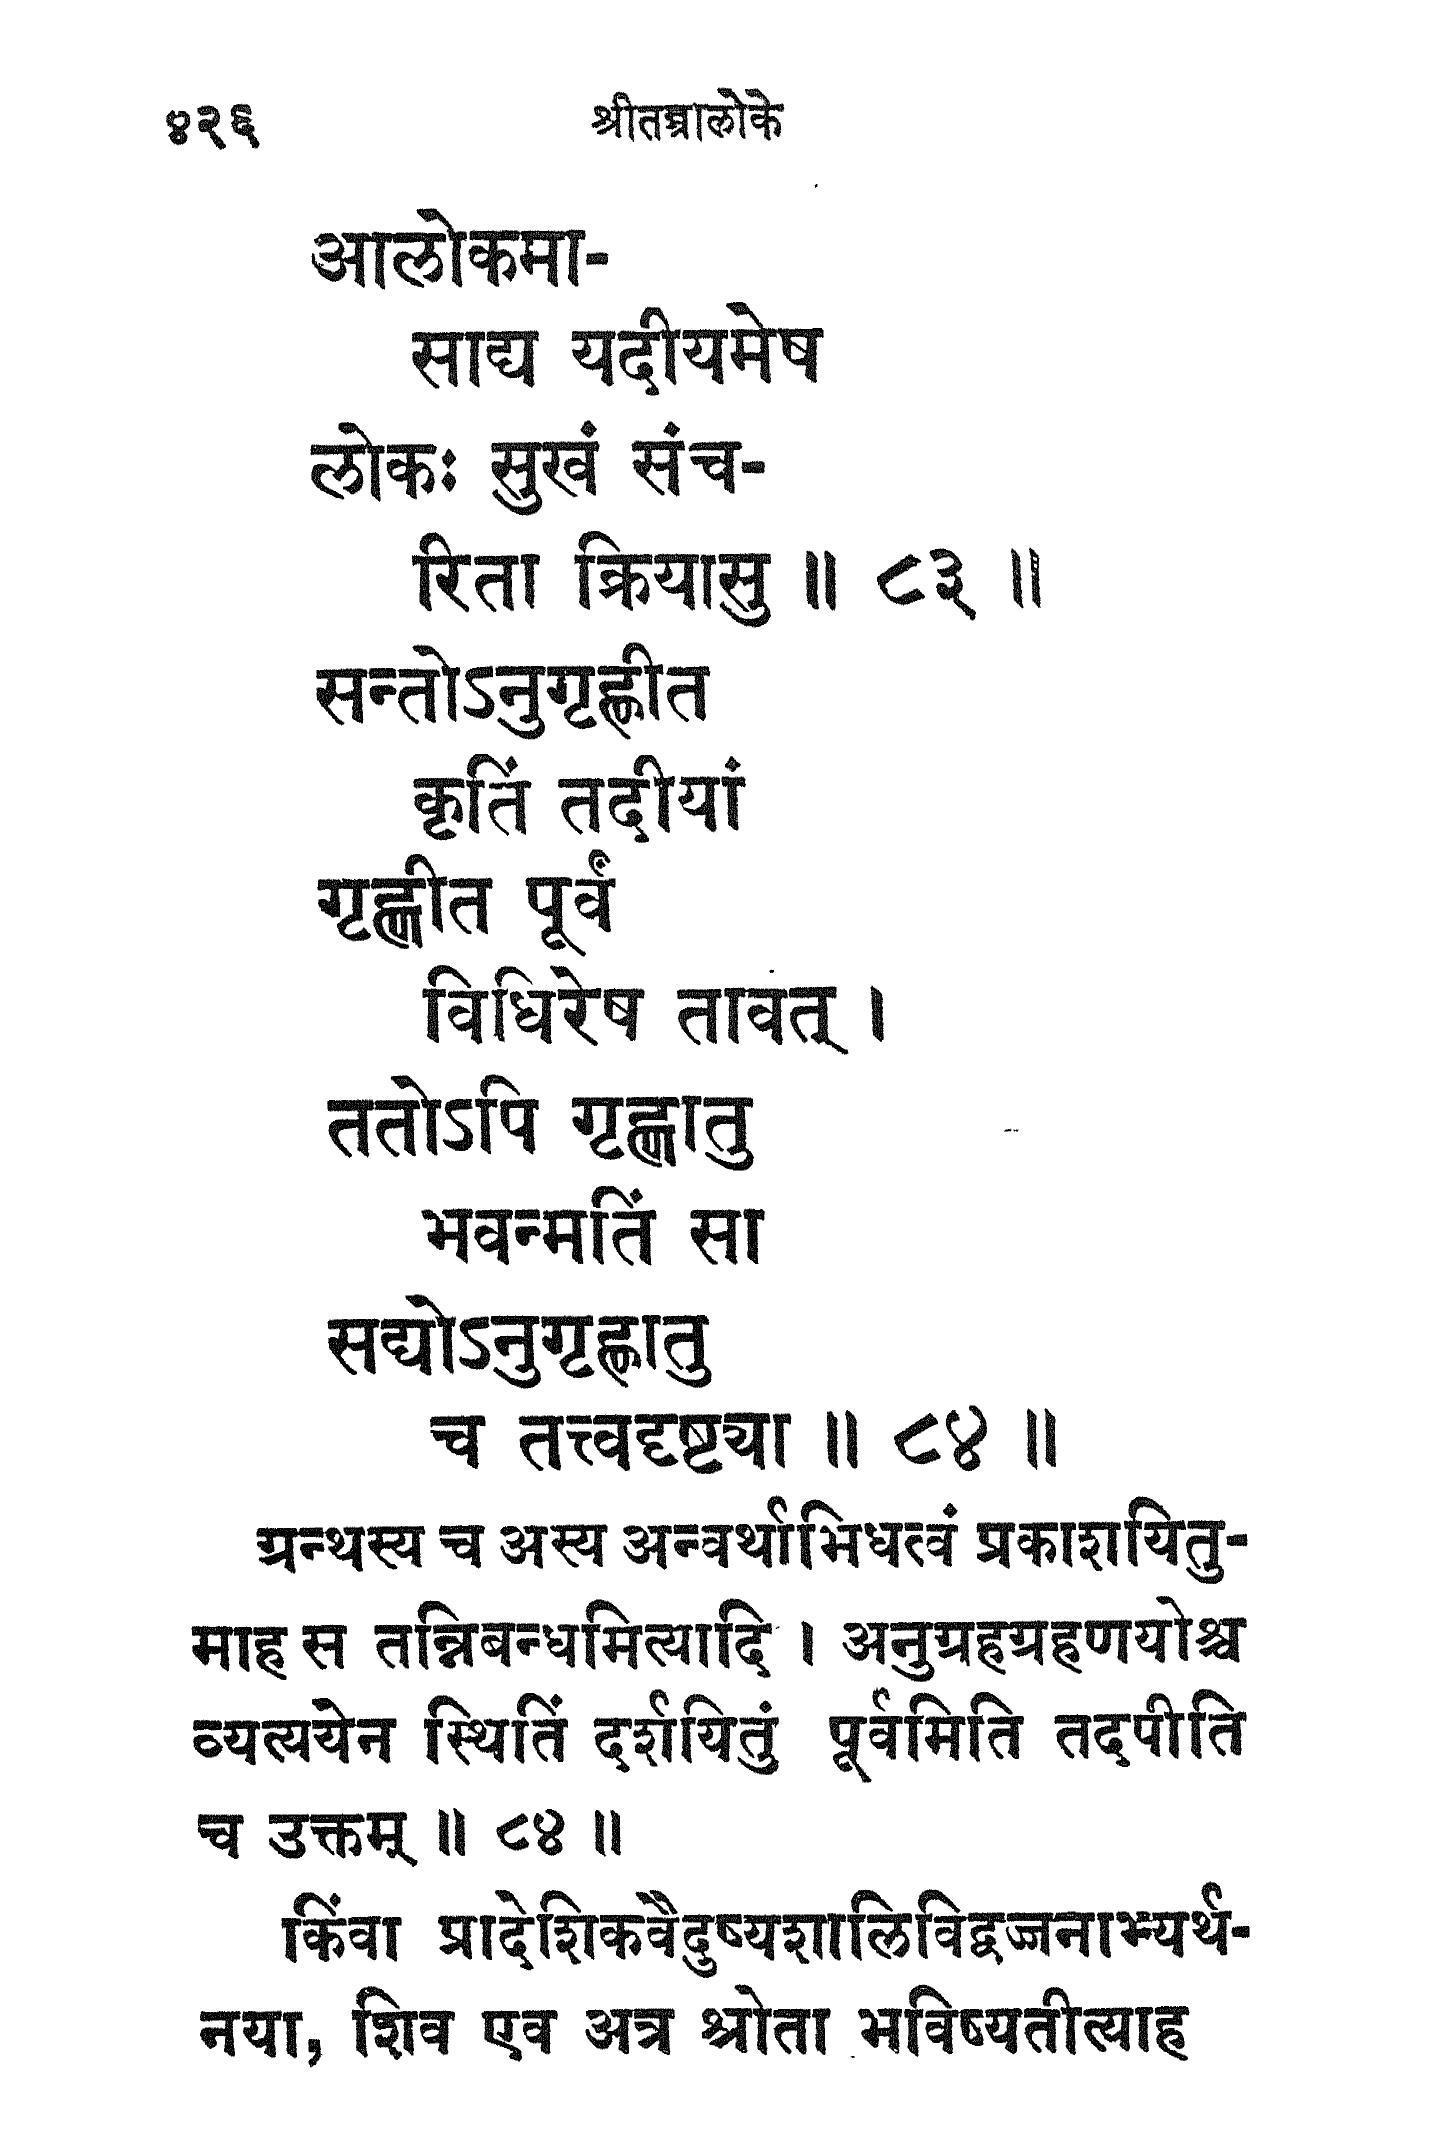 ४२६ श्रीतन्त्रालोके
आलोकमा-
साद्य यदीयमेष
लोकः सुखं संच-
रिता क्रियासु ॥ ८३ ॥
सन्तोऽनुगृह्णीत
कृतिं तदीयां
गृह्णीत पूर्वं
विधिरेष तावत् ।
ततोऽपि गृह्णातु
भवन्मतिं सा
सद्योऽनुगृह्णातु
च तत्त्वदृष्ट्या ॥ ८४ ॥
ग्रन्थस्य च अस्य अन्वर्थाभिधत्वं प्रकाशयितु-
माह स तन्निबन्धमित्यादि । अनुग्रहग्रहणयोश्च
व्यत्ययेन स्थितिं दर्शयितुं पूर्वमिति तदपीति
च उक्तम् ॥ ८४ ॥
किंवा प्रादेशिकवैदुष्यशालिविद्वज्जनाभ्यर्थ-
नया, शिव एव अत्र श्रोता भविष्यतीत्याह